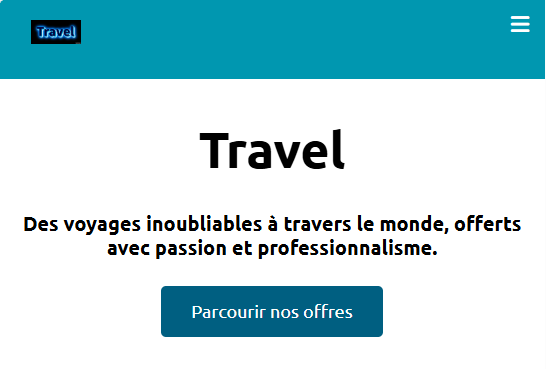 Travel
Travel
Des voyages inoubliables à travers le monde, offerts
avec passion et professionnalisme.
Parcourir nos offres